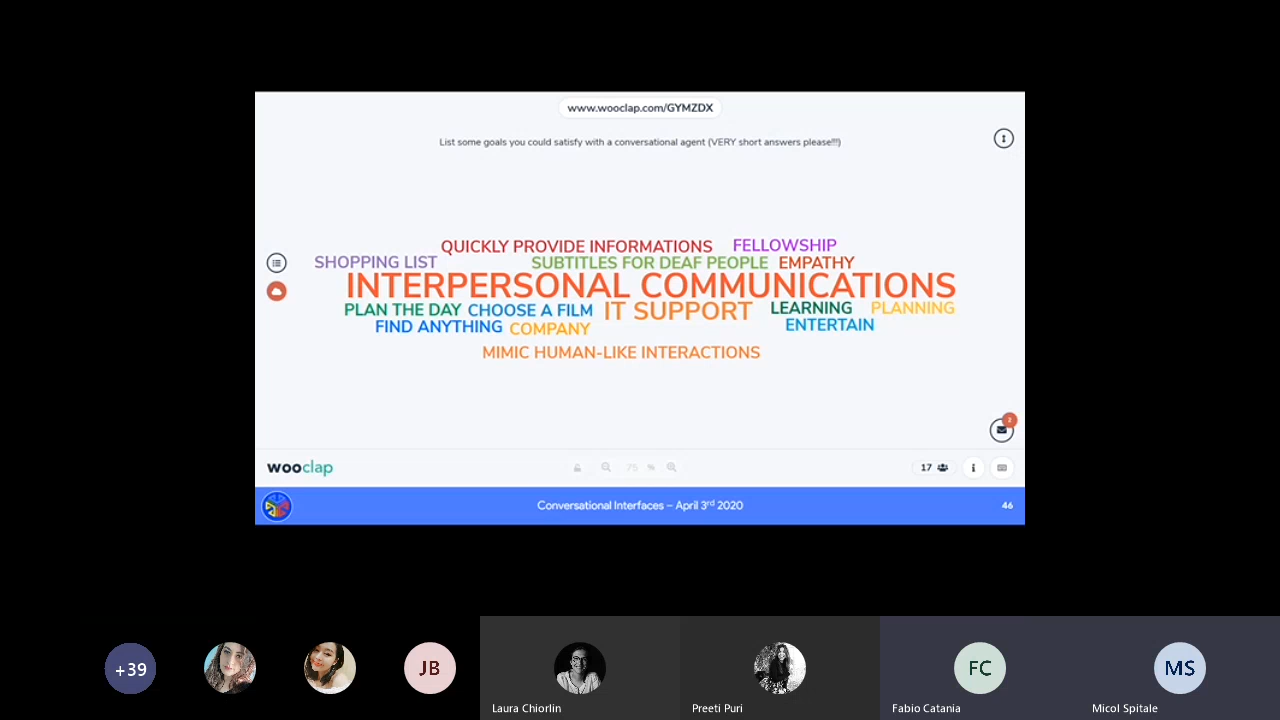 www.wooclap.com/GYMZDX
List some goals you could satisfy with a conversational agent (VERY short answers please!!!)
QUICKLY PROVIDE INFORMATIONS FELLOWSHIP
SHOPPING LIST SUBTITLES FOR DEAF PEOPLE EMPATHY
INTERPERSONAL COMMUNICATIONS
PLAN THE DAY CHOOSE A FILM IT SUPPORT LEARNING PLANNING
FIND ANYTHING COMPANY ENTERTAIN
MIMIC HUMAN-LIKE INTERACTIONS
2
wooclap 75 % 17
Conversational Interfaces – April 3rd 2020 46
+39 JB FC MS
Laura Chiorlin Preeti Puri Fabio Catania Micol Spitale